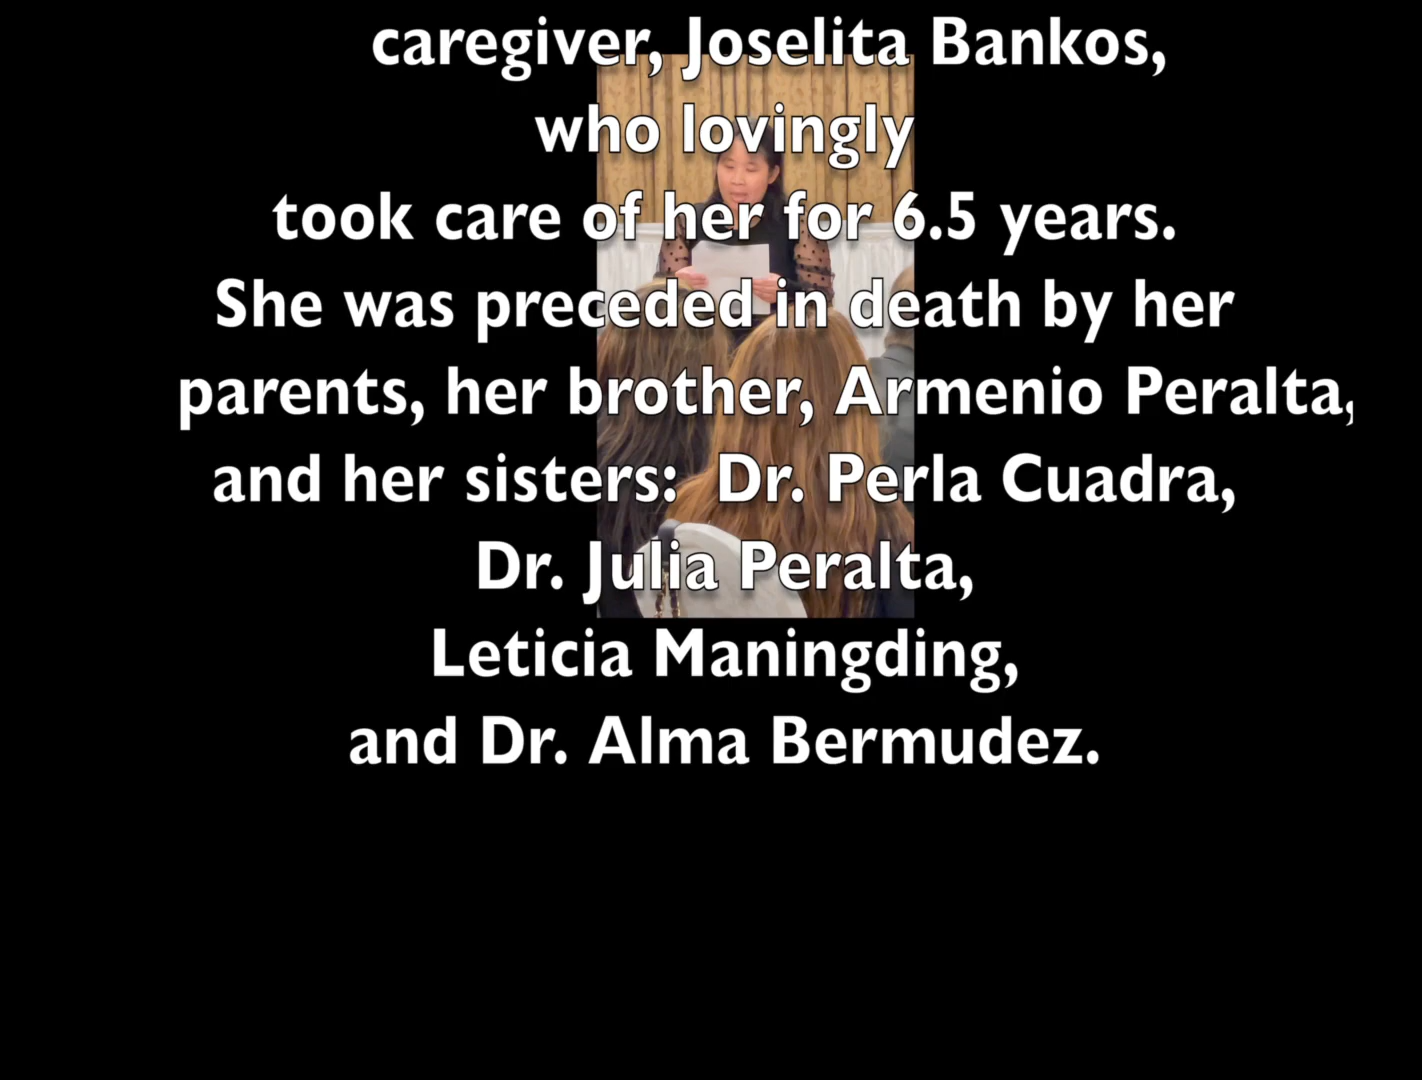 caregiver, Joselita Bankos,
who lovingly
took care of her for 6.5 years.
She was preceded in death by her
parents, her brother, Armenio Peralta,
and her sisters:  Dr. Perla Cuadra,
Dr. Julia Peralta,
Leticia Maningding,
and Dr. Alma Bermudez.